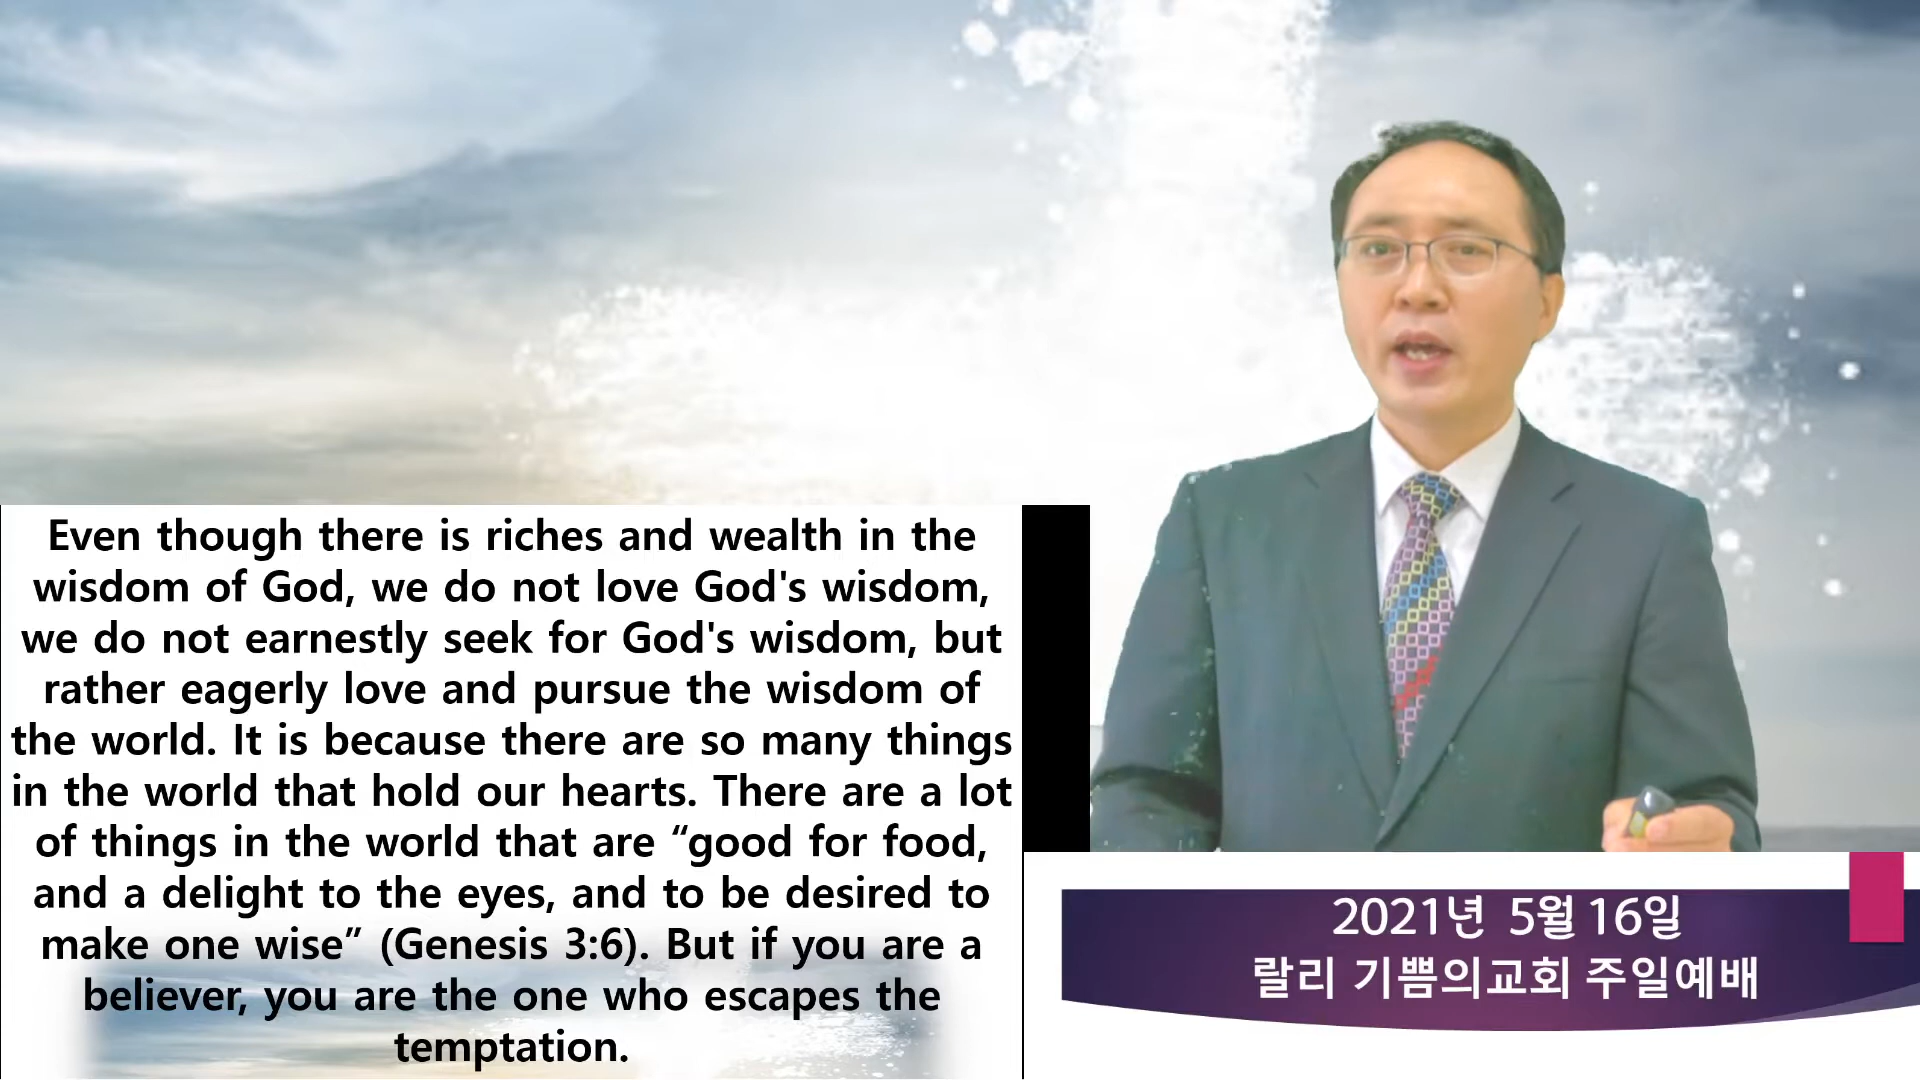 Even though there is riches and wealth in the
wisdom of God, we do not love God's wisdom,
we do not earnestly seek for God's wisdom, but
rather eagerly love and pursue the wisdom of
the world. It is because there are so many things
in the world that hold our hearts. There are a lot
of things in the world that are “good for food,
and a delight to the eyes, and to be desired to
make one wise” (Genesis 3:6). But if you are a
believer, you are the one who escapes the
temptation.
2021년 5월 16일
랄리 기쁨의교회 주일예배